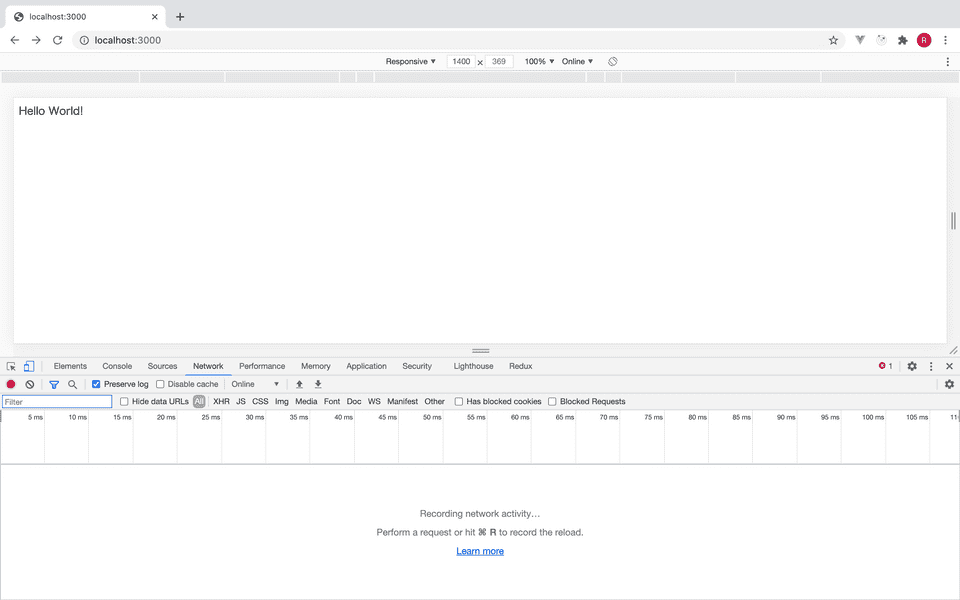 localhost:3000
localhost:3000
R
Responsive ▼ 1400 x 369 100% ▼ Online ▼
Hello World!
Elements Console Sources Network Performance Memory Application Security Lighthouse Redux 1
Preserve log Disable cache Online ▼
Filter Hide data URLs All XHR JS CSS Img Media Font Doc WS Manifest Other Has blocked cookies Blocked Requests
5 ms 10 ms 15 ms 20 ms 25 ms 30 ms 35 ms 40 ms 45 ms 50 ms 55 ms 60 ms 65 ms 70 ms 75 ms 80 ms 85 ms 90 ms 95 ms 100 ms 105 ms
Recording network activity…
Perform a request or hit ⌘ R to record the reload.
Learn more